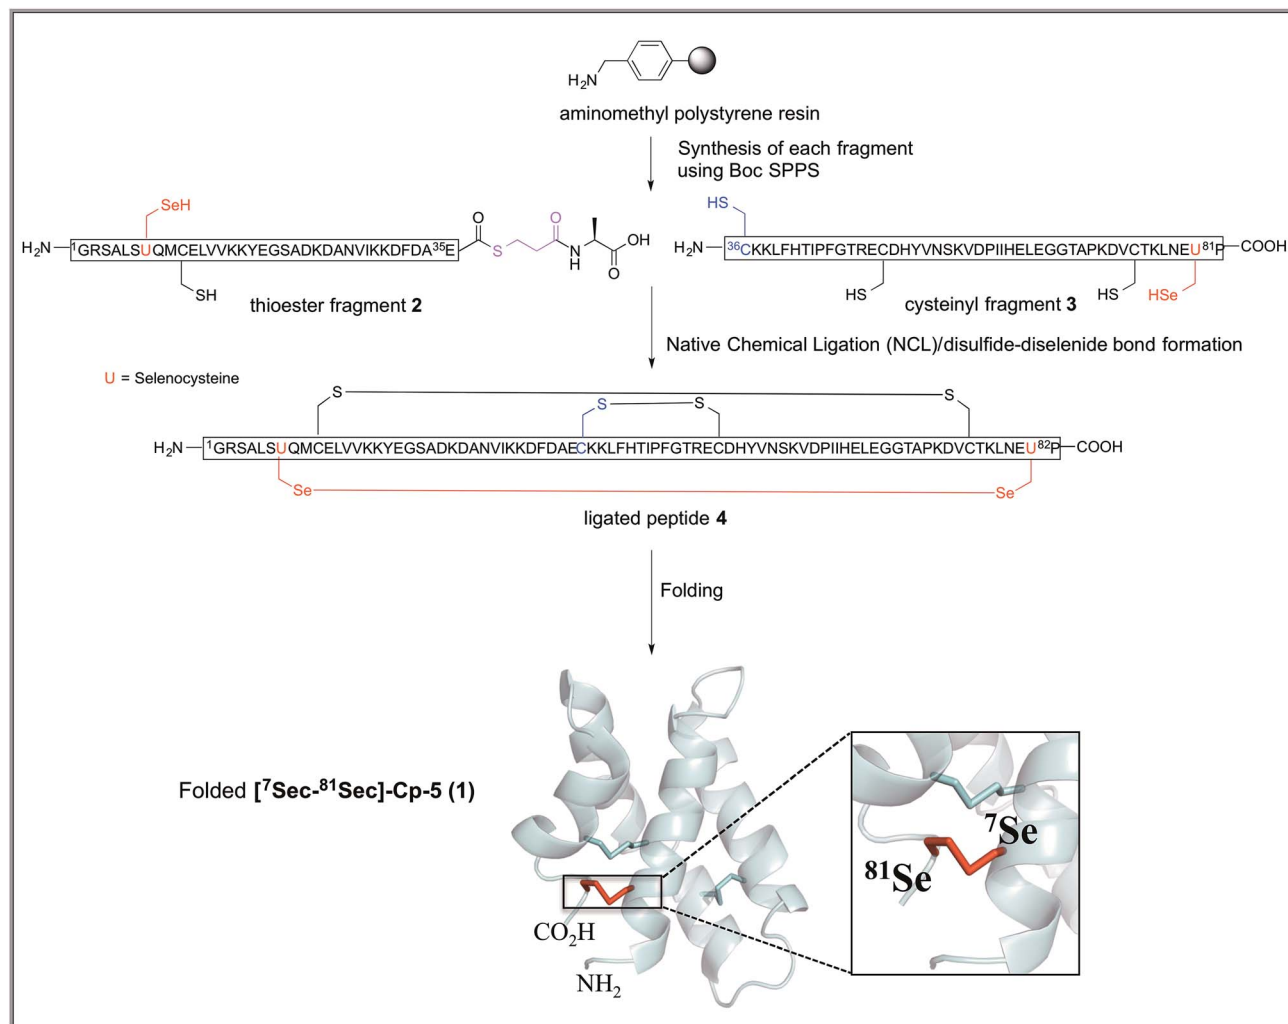 H₂N
aminomethyl polystyrene resin
Synthesis of each fragment
using Boc SPPS
SeH
H₂N ¹GRSALSUQMCELVVKKYEGSADKDANVIKKDFDA³⁵E
O S O N H OH O
SH
thioester fragment 2
HS
H₂N ³⁶CKKLFHTIPFGTRECDHYVNSKVDPIIHELEGGTAPKDVCTKLNEU⁸¹P COOH
HS HS HSe
cysteinyl fragment 3
Native Chemical Ligation (NCL)/disulfide-diselenide bond formation
U = Selenocysteine
S S
S S
H₂N ¹GRSALSUQMCELVVKKYEGSADKDANVIKKDFDAECKKLFHTIPFGTRECDHYVNSKVDPIIHELEGGTAPKDVCTKLNEU⁸²P COOH
Se Se
ligated peptide 4
Folding
Folded [⁷Sec-⁸¹Sec]-Cp-5 (1)
⁷Se
⁸¹Se
CO₂H
NH₂